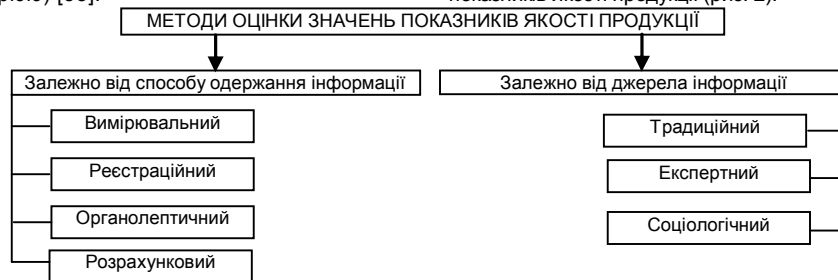 МЕТОДИ ОЦІНКИ ЗНАЧЕНЬ ПОКАЗНИКІВ ЯКОСТІ ПРОДУКЦІЇ
Залежно від способу одержання інформації
Залежно від джерела інформації
Вимірювальний
Реєстраційний
Органолептичний
Розрахунковий
Традиційний
Експертний
Соціологічний